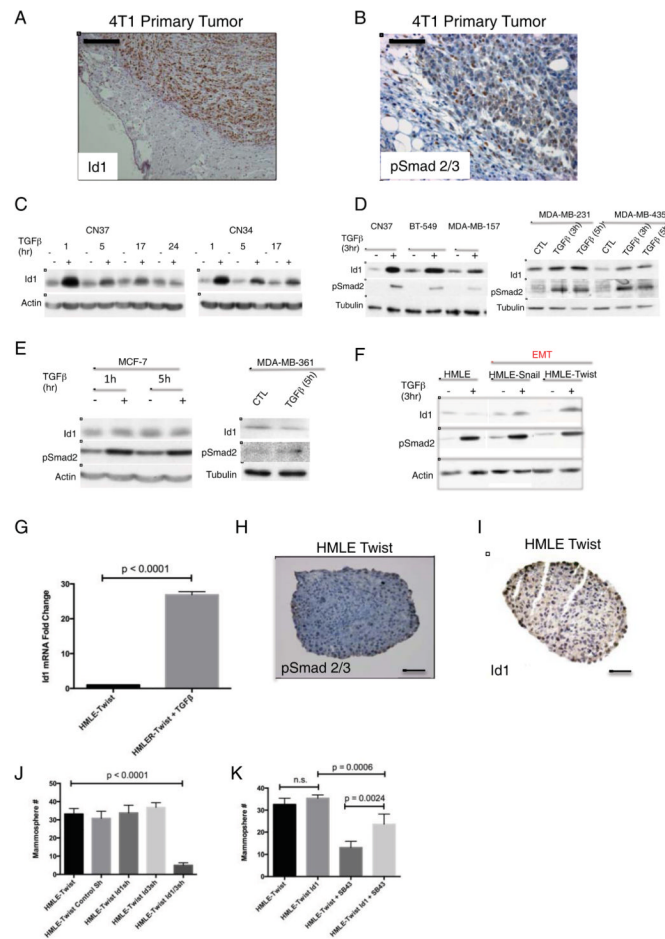 A
4T1 Primary Tumor
Id1
B
4T1 Primary Tumor
pSmad 2/3
C
CN37 CN34
TGFβ (hr) 1 5 17 24 1 5 17
- + - + - + - + - + - + - +
Id1
Actin
D
CN37 BT-549 MDA-MB-157
TGFβ (3hr) - + - + - +
Id1
pSmad2
Tubulin
MDA-MB-231 MDA-MB-435
CTL TGFβ (3h) TGFβ (5h) CTL TGFβ (3h) TGFβ (5h
Id1
pSmad2
Tubulin
E
MCF-7
TGFβ (hr) 1h 5h
- + - +
Id1
pSmad2
Actin
MDA-MB-361
CTL TGFβ (5h)
Id1
pSmad2
Tubulin
F
EMT
HMLE HMLE-Snail HMLE-Twist
TGFβ (3hr) - + - + - +
Id1
pSmad2
Actin
G
p < 0.0001
Id1 mRNA Fold Change
30
20
10
0
HMLE-Twist
HMLER-Twist + TGFβ
H
HMLE Twist
pSmad 2/3
I
HMLE Twist
Id1
J
p < 0.0001
Mammosphere #
50
40
30
20
10
0
HMLE-Twist
HMLE-Twist Control Sh
HMLE-Twist Id1sh
HMLE-Twist Id3sh
HMLE-Twist Id1/3sh
K
p = 0.0006
n.s.
p = 0.0024
Mammopshere #
50
40
30
20
10
0
HMLE-Twist
HMLE-Twist Id1
HMLE-Twist + SB43
HMLE-Twist Id1 + SB43